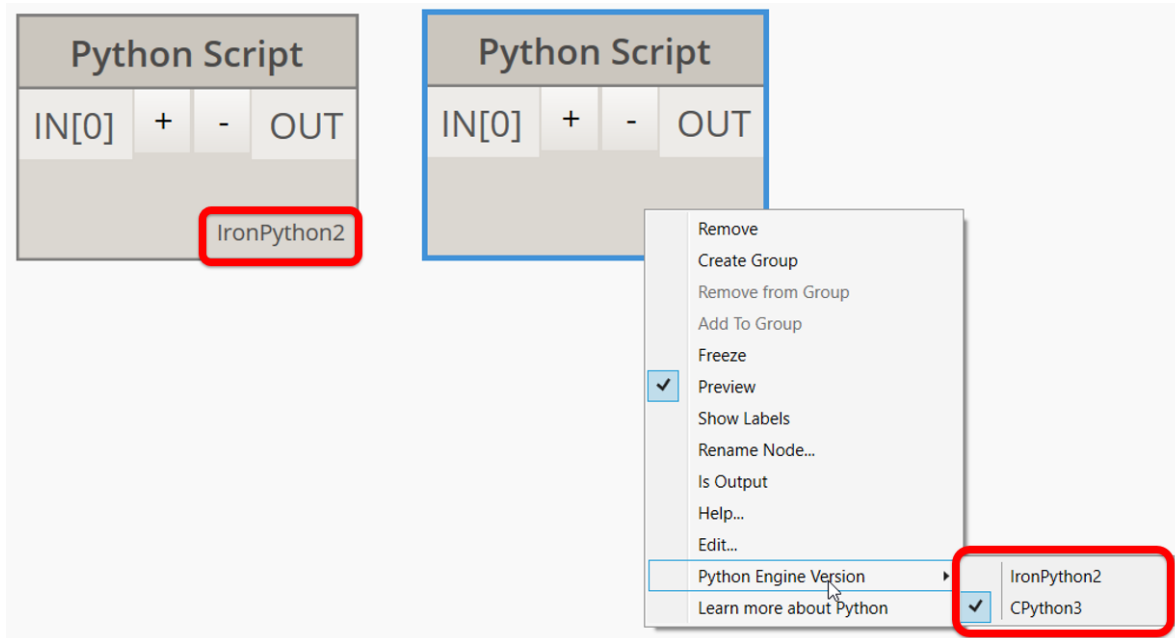 Python Script
IN[0] + - OUT
IronPython2
Python Script
IN[0] + - OUT
Remove
Create Group
Remove from Group
Add To Group
Freeze
Preview
Show Labels
Rename Node...
Is Output
Help...
Edit...
Python Engine Version
Learn more about Python
IronPython2
CPython3